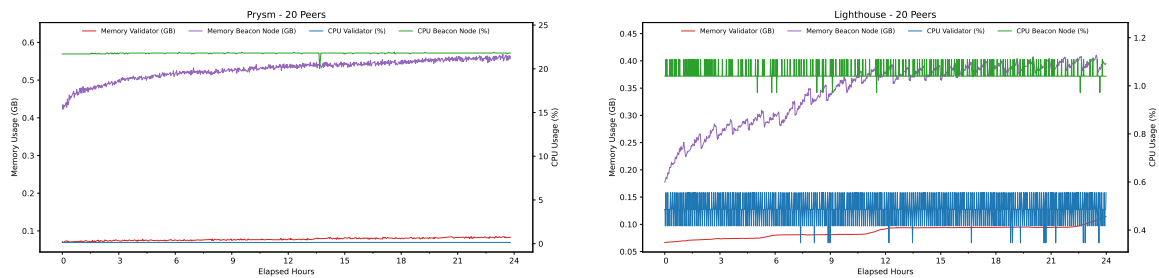 Prysm - 20 Peers
Memory Validator (GB)
Memory Beacon Node (GB)
CPU Validator (%)
CPU Beacon Node (%)
Memory Usage (GB)
0.6
0.5
0.4
0.3
0.2
0.1
25
20
15
10
5
0
CPU Usage (%)
0 3 6 9 12 15 18 21 24
Elapsed Hours
Lighthouse - 20 Peers
Memory Validator (GB)
Memory Beacon Node (GB)
CPU Validator (%)
CPU Beacon Node (%)
Memory Usage (GB)
0.45
0.40
0.35
0.30
0.25
0.20
0.15
0.10
0.05
1.2
1.0
0.8
0.6
0.4
CPU Usage (%)
0 3 6 9 12 15 18 21 24
Elapsed Hours